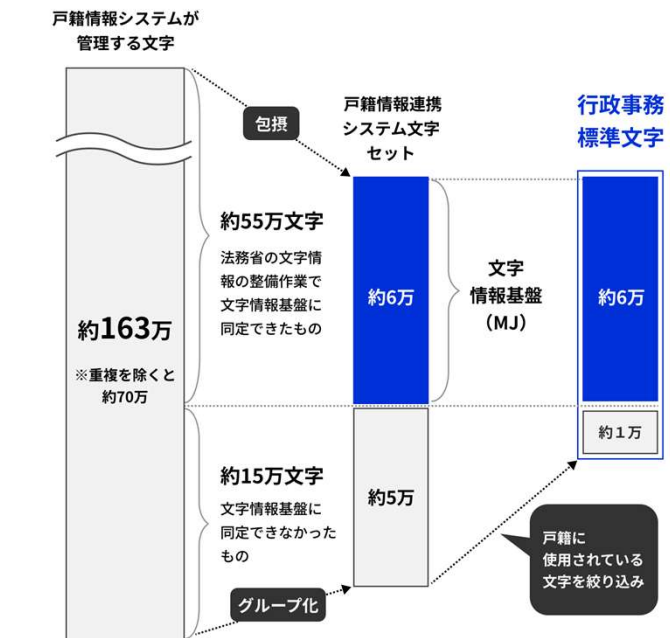 戸籍情報システムが
管理する文字
約163万
※重複を除くと
約70万
包摂
約55万文字
法務省の文字情
報の整備作業で
文字情報基盤に
同定できたもの
約15万文字
文字情報基盤に
同定できなかった
もの
グループ化
戸籍情報連携
システム文字
セット
約6万
約5万
文字
情報基盤
（MJ）
行政事務
標準文字
約6万
約１万
戸籍に
使用されている
文字を絞り込み